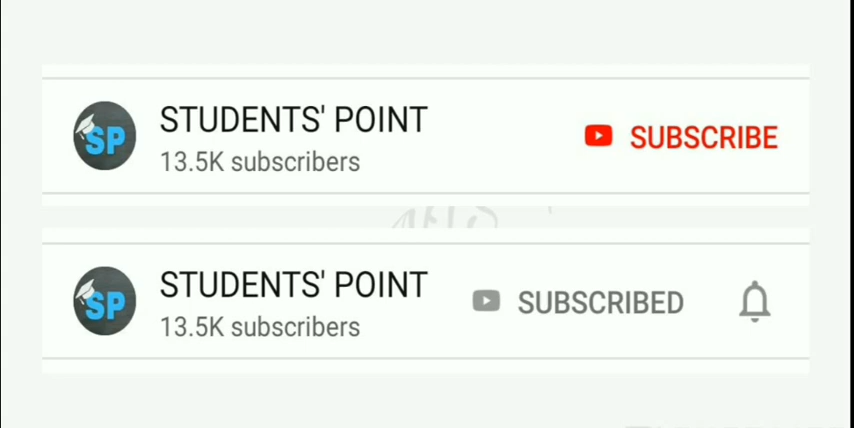 SP
STUDENTS' POINT
13.5K subscribers
SUBSCRIBE
SP
STUDENTS' POINT
13.5K subscribers
SUBSCRIBED